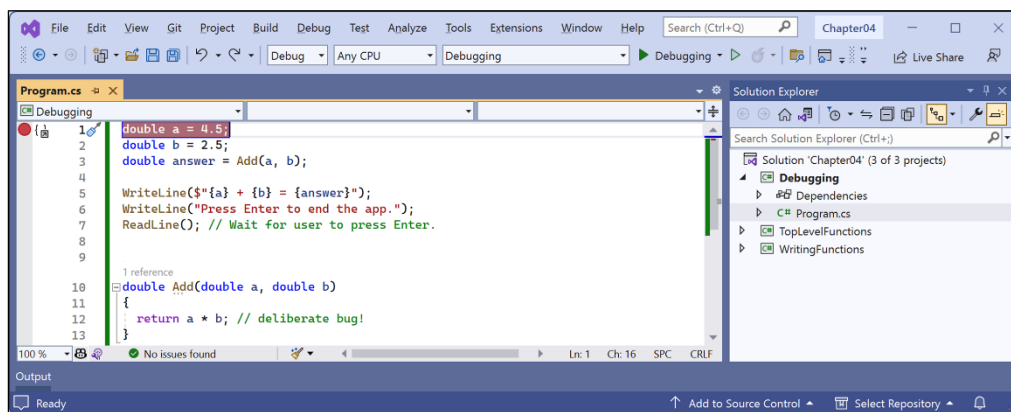 File Edit View Git Project Build Debug Test Analyze Tools Extensions Window Help Search (Ctrl+Q) Chapter04
Debug Any CPU Debugging Debugging Live Share
Program.cs
Debugging
1 double a = 4.5;
2 double b = 2.5;
3 double answer = Add(a, b);
4
5 WriteLine($"{a} + {b} = {answer}");
6 WriteLine("Press Enter to end the app.");
7 ReadLine(); // Wait for user to press Enter.
8
9
1 reference
10 double Add(double a, double b)
11 {
12 return a * b; // deliberate bug!
13 }
100 % No issues found Ln: 1 Ch: 16 SPC CRLF
Solution Explorer
Search Solution Explorer (Ctrl+;)
Solution 'Chapter04' (3 of 3 projects)
C# Debugging
Dependencies
C# Program.cs
C# TopLevelFunctions
C# WritingFunctions
Output
Ready Add to Source Control Select Repository